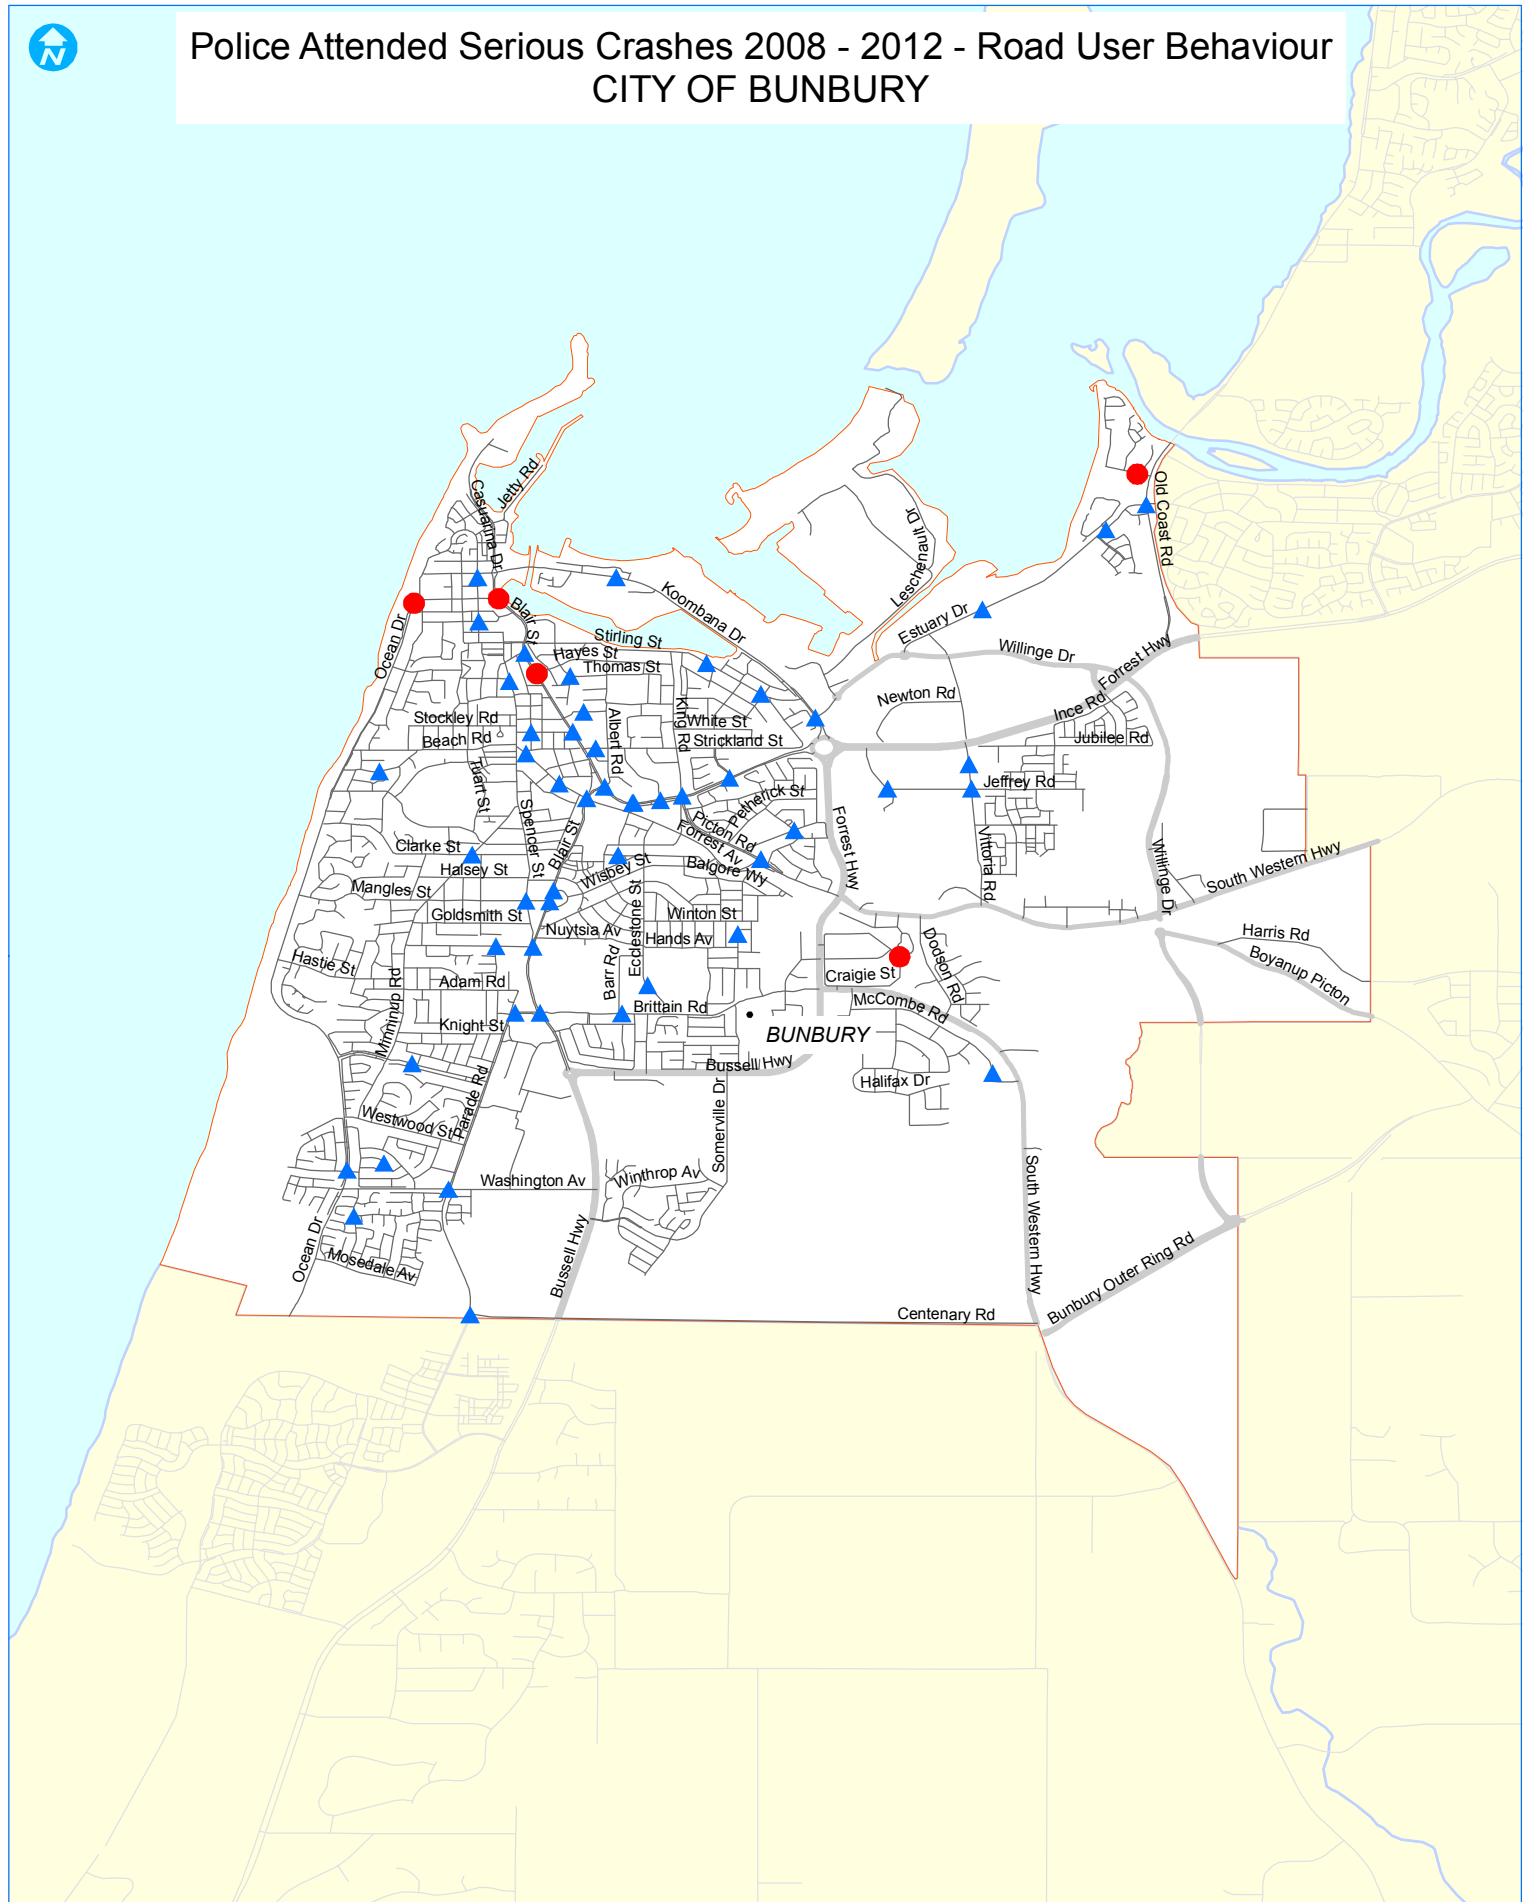 Police Attended Serious Crashes 2008 - 2012 - Road User Behaviour
CITY OF BUNBURY
N
Jetty Rd
Casuarina Dr
Old Coast Rd
Leschenault Dr
Koombana Dr
Blair St
Estuary Dr
Ocean Dr
Stirling St
Hayes St
Thomas St
Willinge Dr
Forrest Hwy
Newton Rd
Ince Rd
Stockley Rd
Albert Rd
King Rd
White St
Beach Rd
Strickland St
Jubilee Rd
Tuart St
Jeffrey Rd
Petherick St
Spencer St
Picton Rd
Forrest Av
Forrest Hwy
Blair St
Clarke St
Halsey St
Wisbey St
Balgore Wy
Vittoria Rd
Willinge Dr
South Western Hwy
Mangles St
Goldsmith St
Ecclestone St
Winton St
Nuytsia Av
Hands Av
Dodson Rd
Harris Rd
Hastie St
Boyanup Picton
Adam Rd
Barr Rd
Craigie St
Minninup Rd
Brittain Rd
McCombe Rd
Knight St
BUNBURY
Bussell Hwy
Halifax Dr
Parade Rd
Somerville Dr
Westwood St
Washington Av
Winthrop Av
South Western Hwy
Ocean Dr
Mosedale Av
Bussell Hwy
Bunbury Outer Ring Rd
Centenary Rd